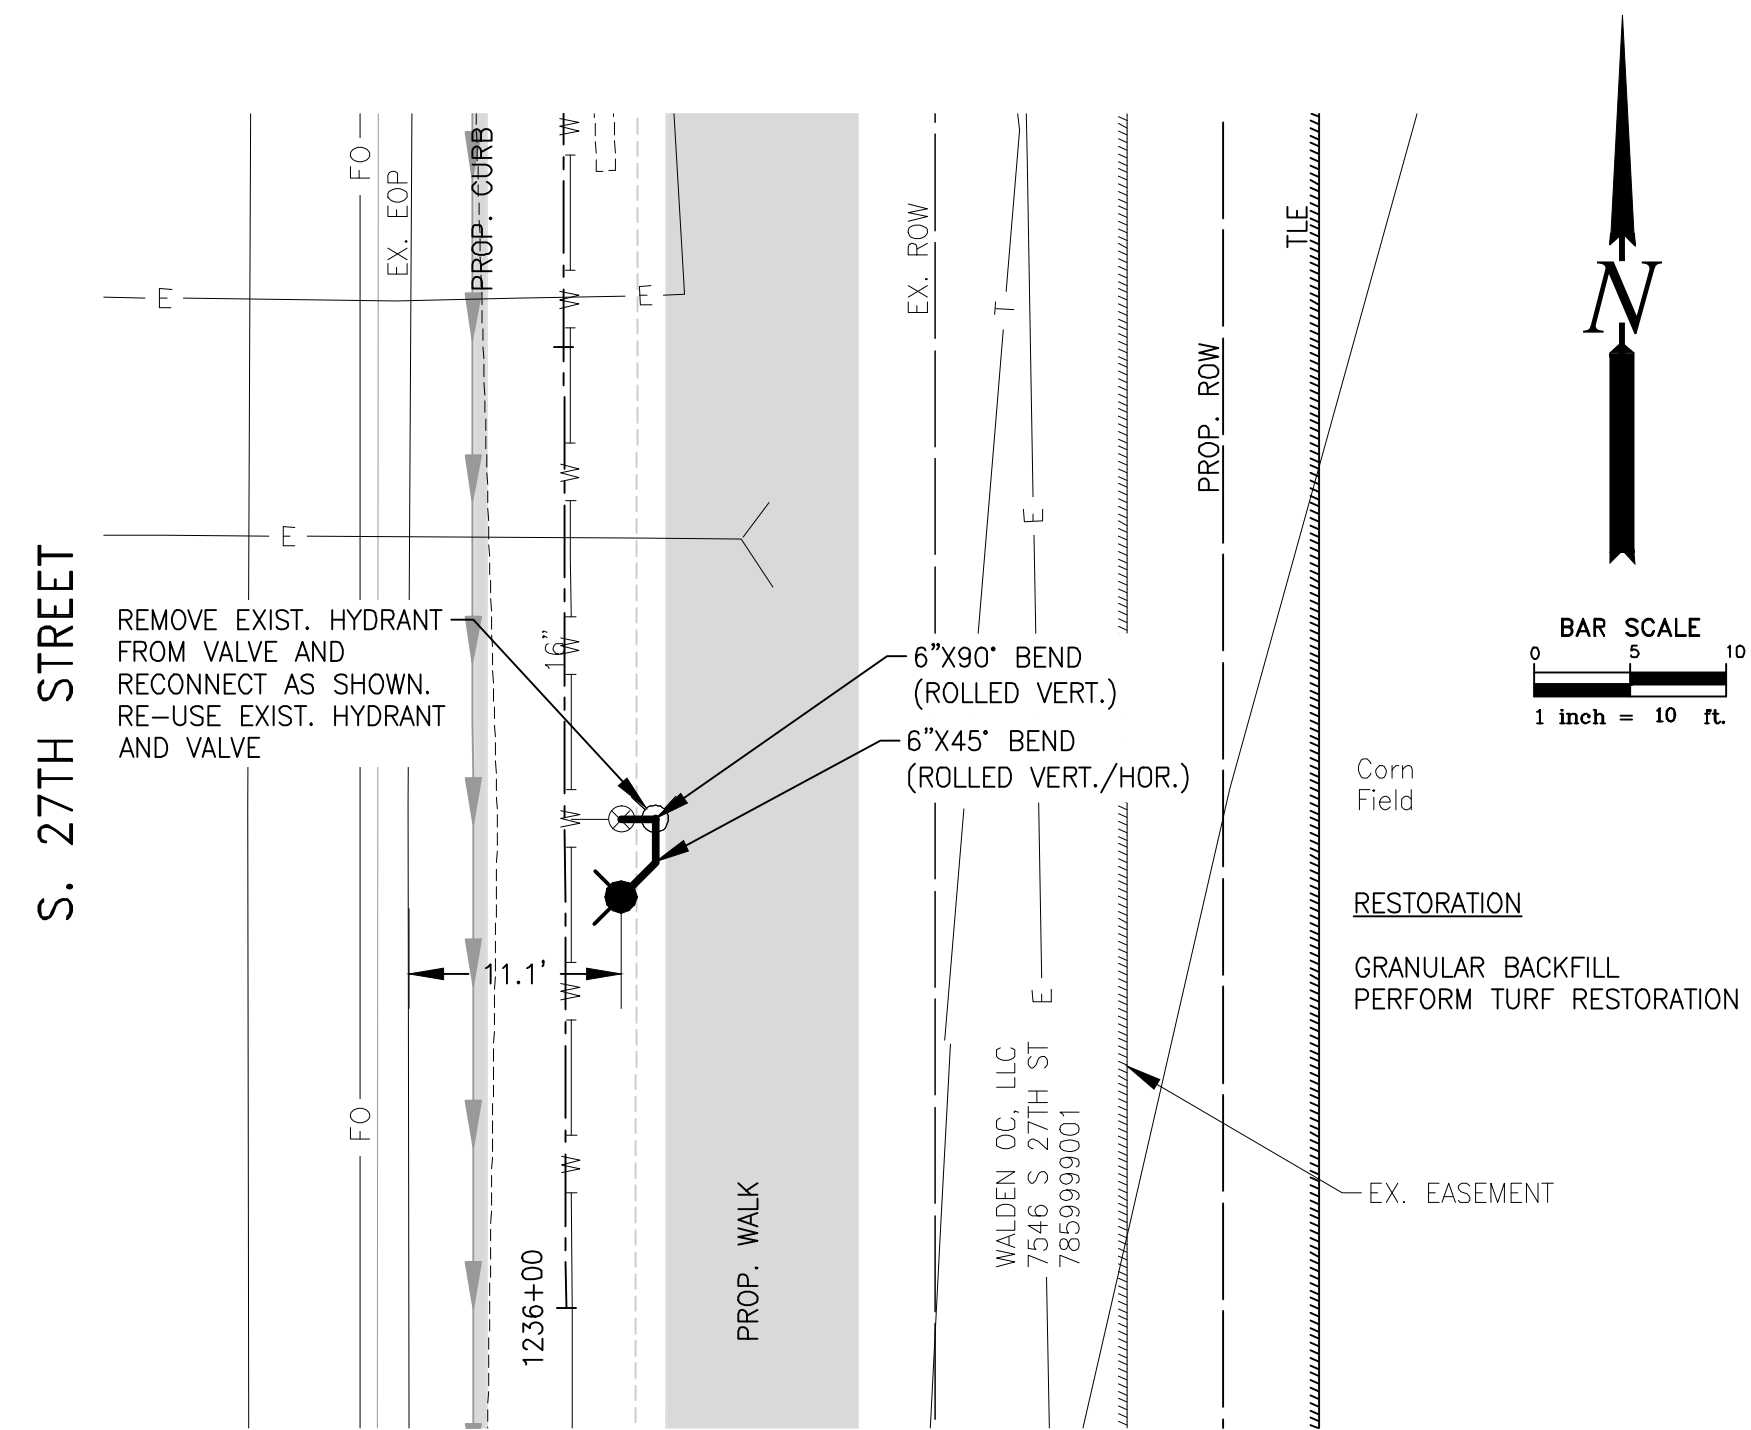 S. 27TH STREET
FO
EX. EOP
PROP. CURB
W
EX. ROW
TLE
N
E
E
W
T
PROP. ROW
W
E
E
REMOVE EXIST. HYDRANT
FROM VALVE AND
RECONNECT AS SHOWN.
RE-USE EXIST. HYDRANT
AND VALVE
W
16"
6"X90° BEND
(ROLLED VERT.)
6"X45° BEND
(ROLLED VERT./HOR.)
BAR SCALE
0 5 10
1 inch = 10 ft.
Corn
Field
W
RESTORATION
GRANULAR BACKFILL
PERFORM TURF RESTORATION
11.1'
W
E
WALDEN OC, LLC
7546 S 27TH ST
7859999001
FO
W
EX. EASEMENT
PROP. WALK
1236+00